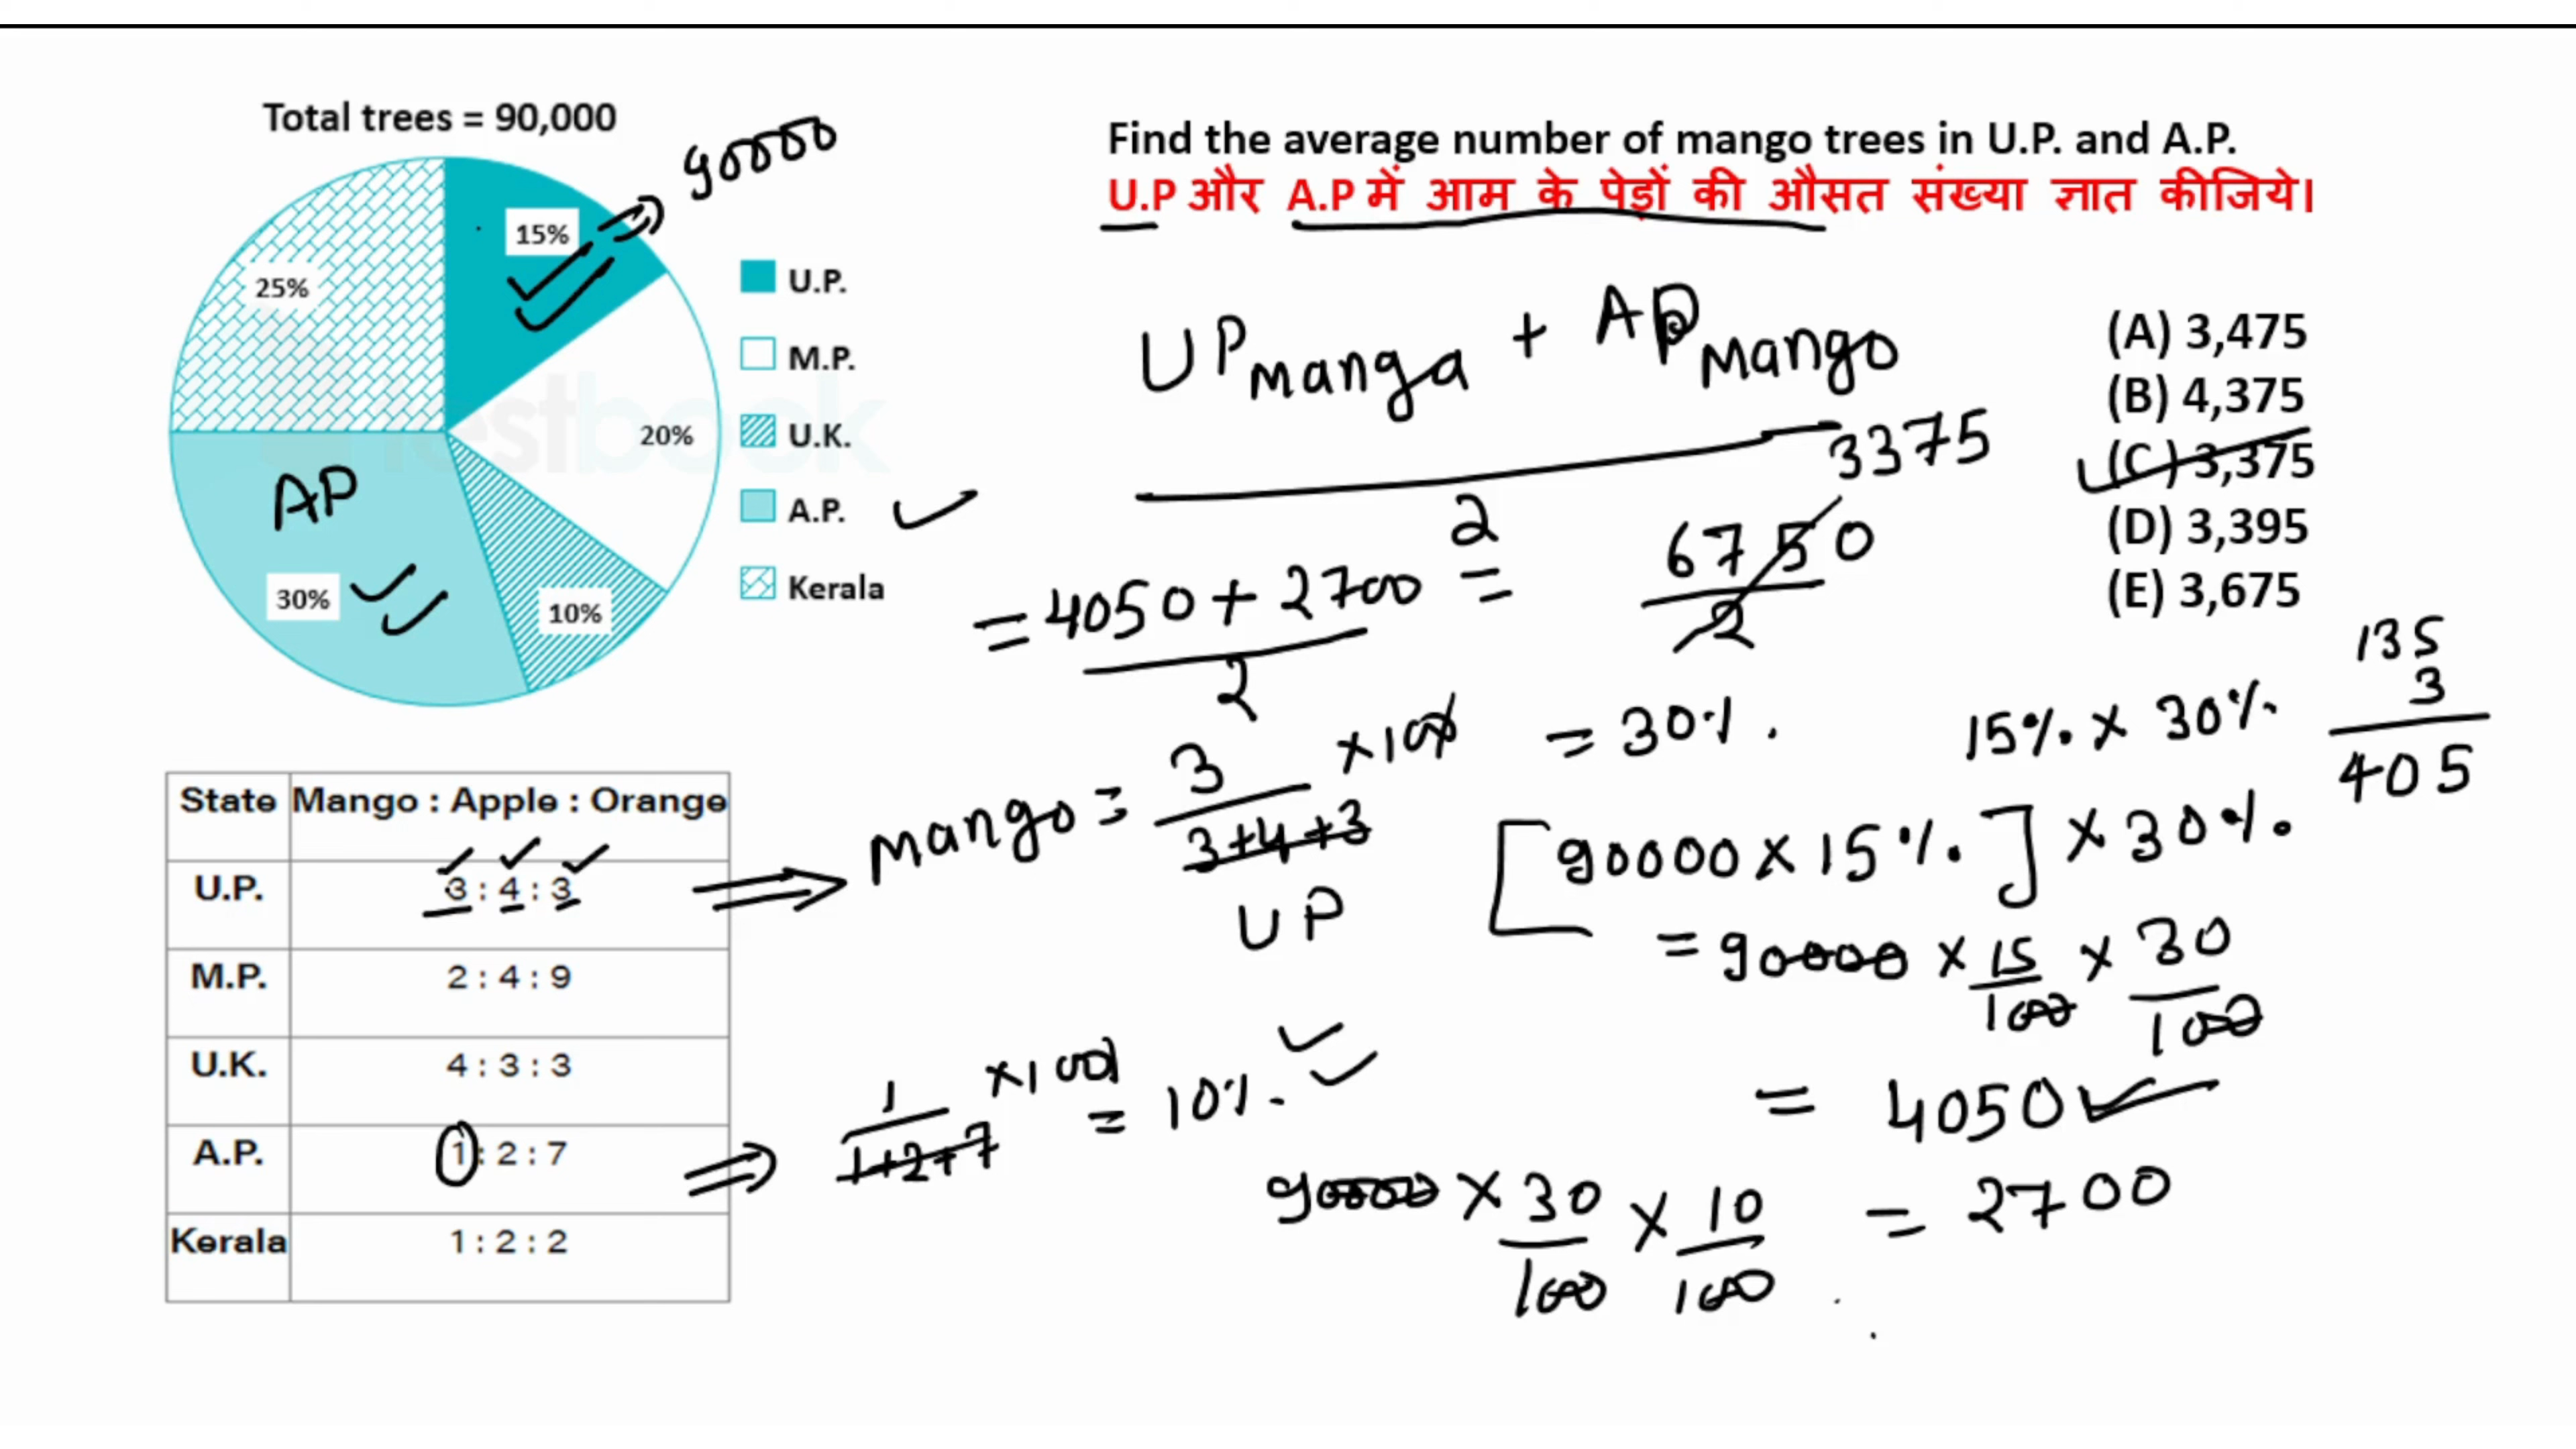 Total trees = 90,000
90000
15%
25%
20%
30%
10%
AP
U.P.
M.P.
U.K.
A.P.
Kerala
testbook
State Mango : Apple : Orange
U.P. 3 : 4 : 3
M.P. 2 : 4 : 9
U.K. 4 : 3 : 3
A.P. 1 : 2 : 7
Kerala 1 : 2 : 2
Find the average number of mango trees in U.P. and A.P.
U.P और A.P में आम के पेड़ों की औसत संख्या ज्ञात कीजिये।
(A) 3,475
(B) 4,375
(C) 3,375
(D) 3,395
(E) 3,675
UP manga + AP Mango
2
3375
= 4050 + 2700 = 6750
2 2
mango = 3 ×100 = 30%.
3+4+3
UP
15% × 30%
135
3
405
[90000 × 15%.] × 30%.
= 90000 × 15 × 30
100 100
= 4050
1 ×100 = 10%.
1+2+7
90000 × 30 × 10 = 2700
100 100